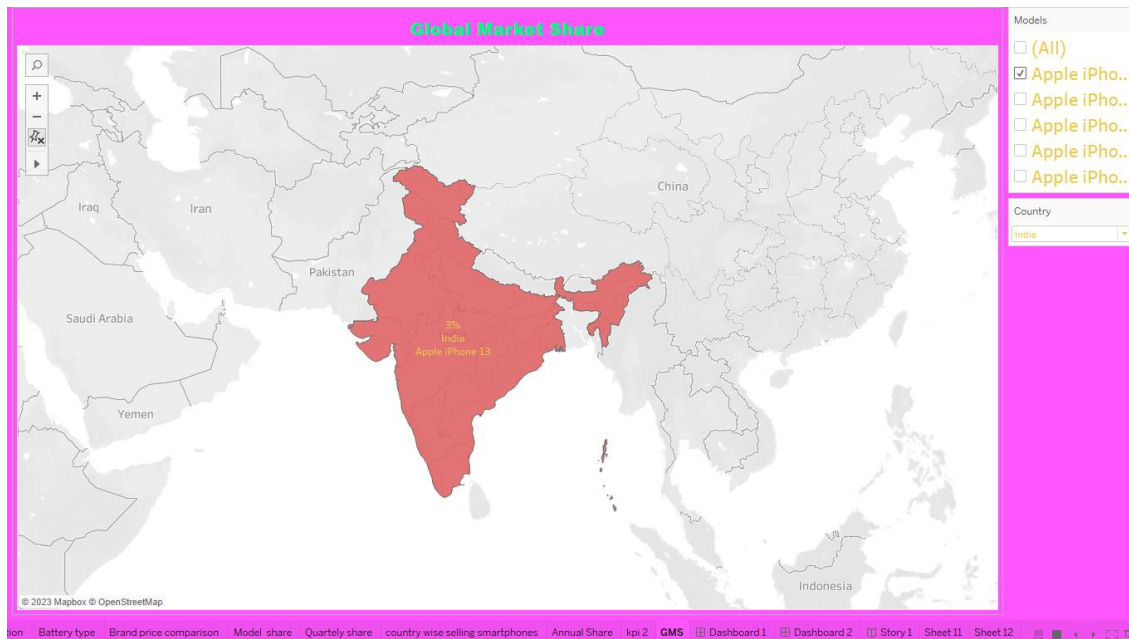 Global Market Share
Models
(All)
Apple iPho...
Apple iPho...
Apple iPho...
Apple iPho...
Apple iPho...
Country
India
China
Iraq
Iran
Pakistan
Saudi Arabia
3%
India
Apple iPhone 13
Yemen
Indonesia
© 2023 Mapbox © OpenStreetMap
tion Battery type Brand price comparison Model share Quartely share country wise selling smartphones Annual Share kpi 2 GMS Dashboard 1 Dashboard 2 Story 1 Sheet 11 Sheet 12